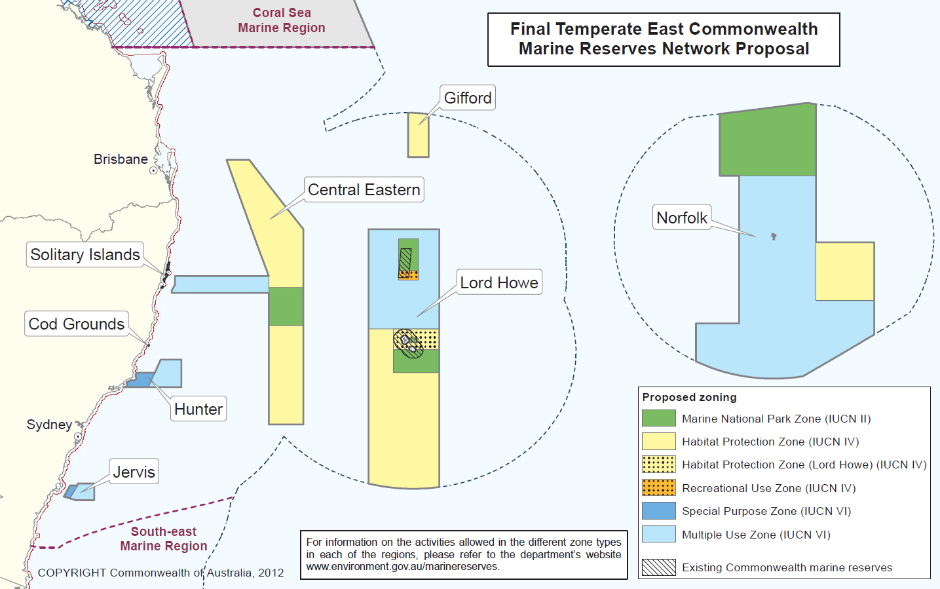 Coral Sea
Marine Region
Final Temperate East Commonwealth
Marine Reserves Network Proposal
Gifford
Brisbane
Central Eastern
Norfolk
Solitary Islands
Lord Howe
Cod Grounds
Hunter
Sydney
Jervis
South-east
Marine Region
COPYRIGHT Commonwealth of Australia, 2012
For information on the activities allowed in the different zone types
in each of the regions, please refer to the department's website
www.environment.gov.au/marinereserves.
Proposed zoning
Marine National Park Zone (IUCN II)
Habitat Protection Zone (IUCN IV)
Habitat Protection Zone (Lord Howe) (IUCN IV)
Recreational Use Zone (IUCN IV)
Special Purpose Zone (IUCN VI)
Multiple Use Zone (IUCN VI)
Existing Commonwealth marine reserves